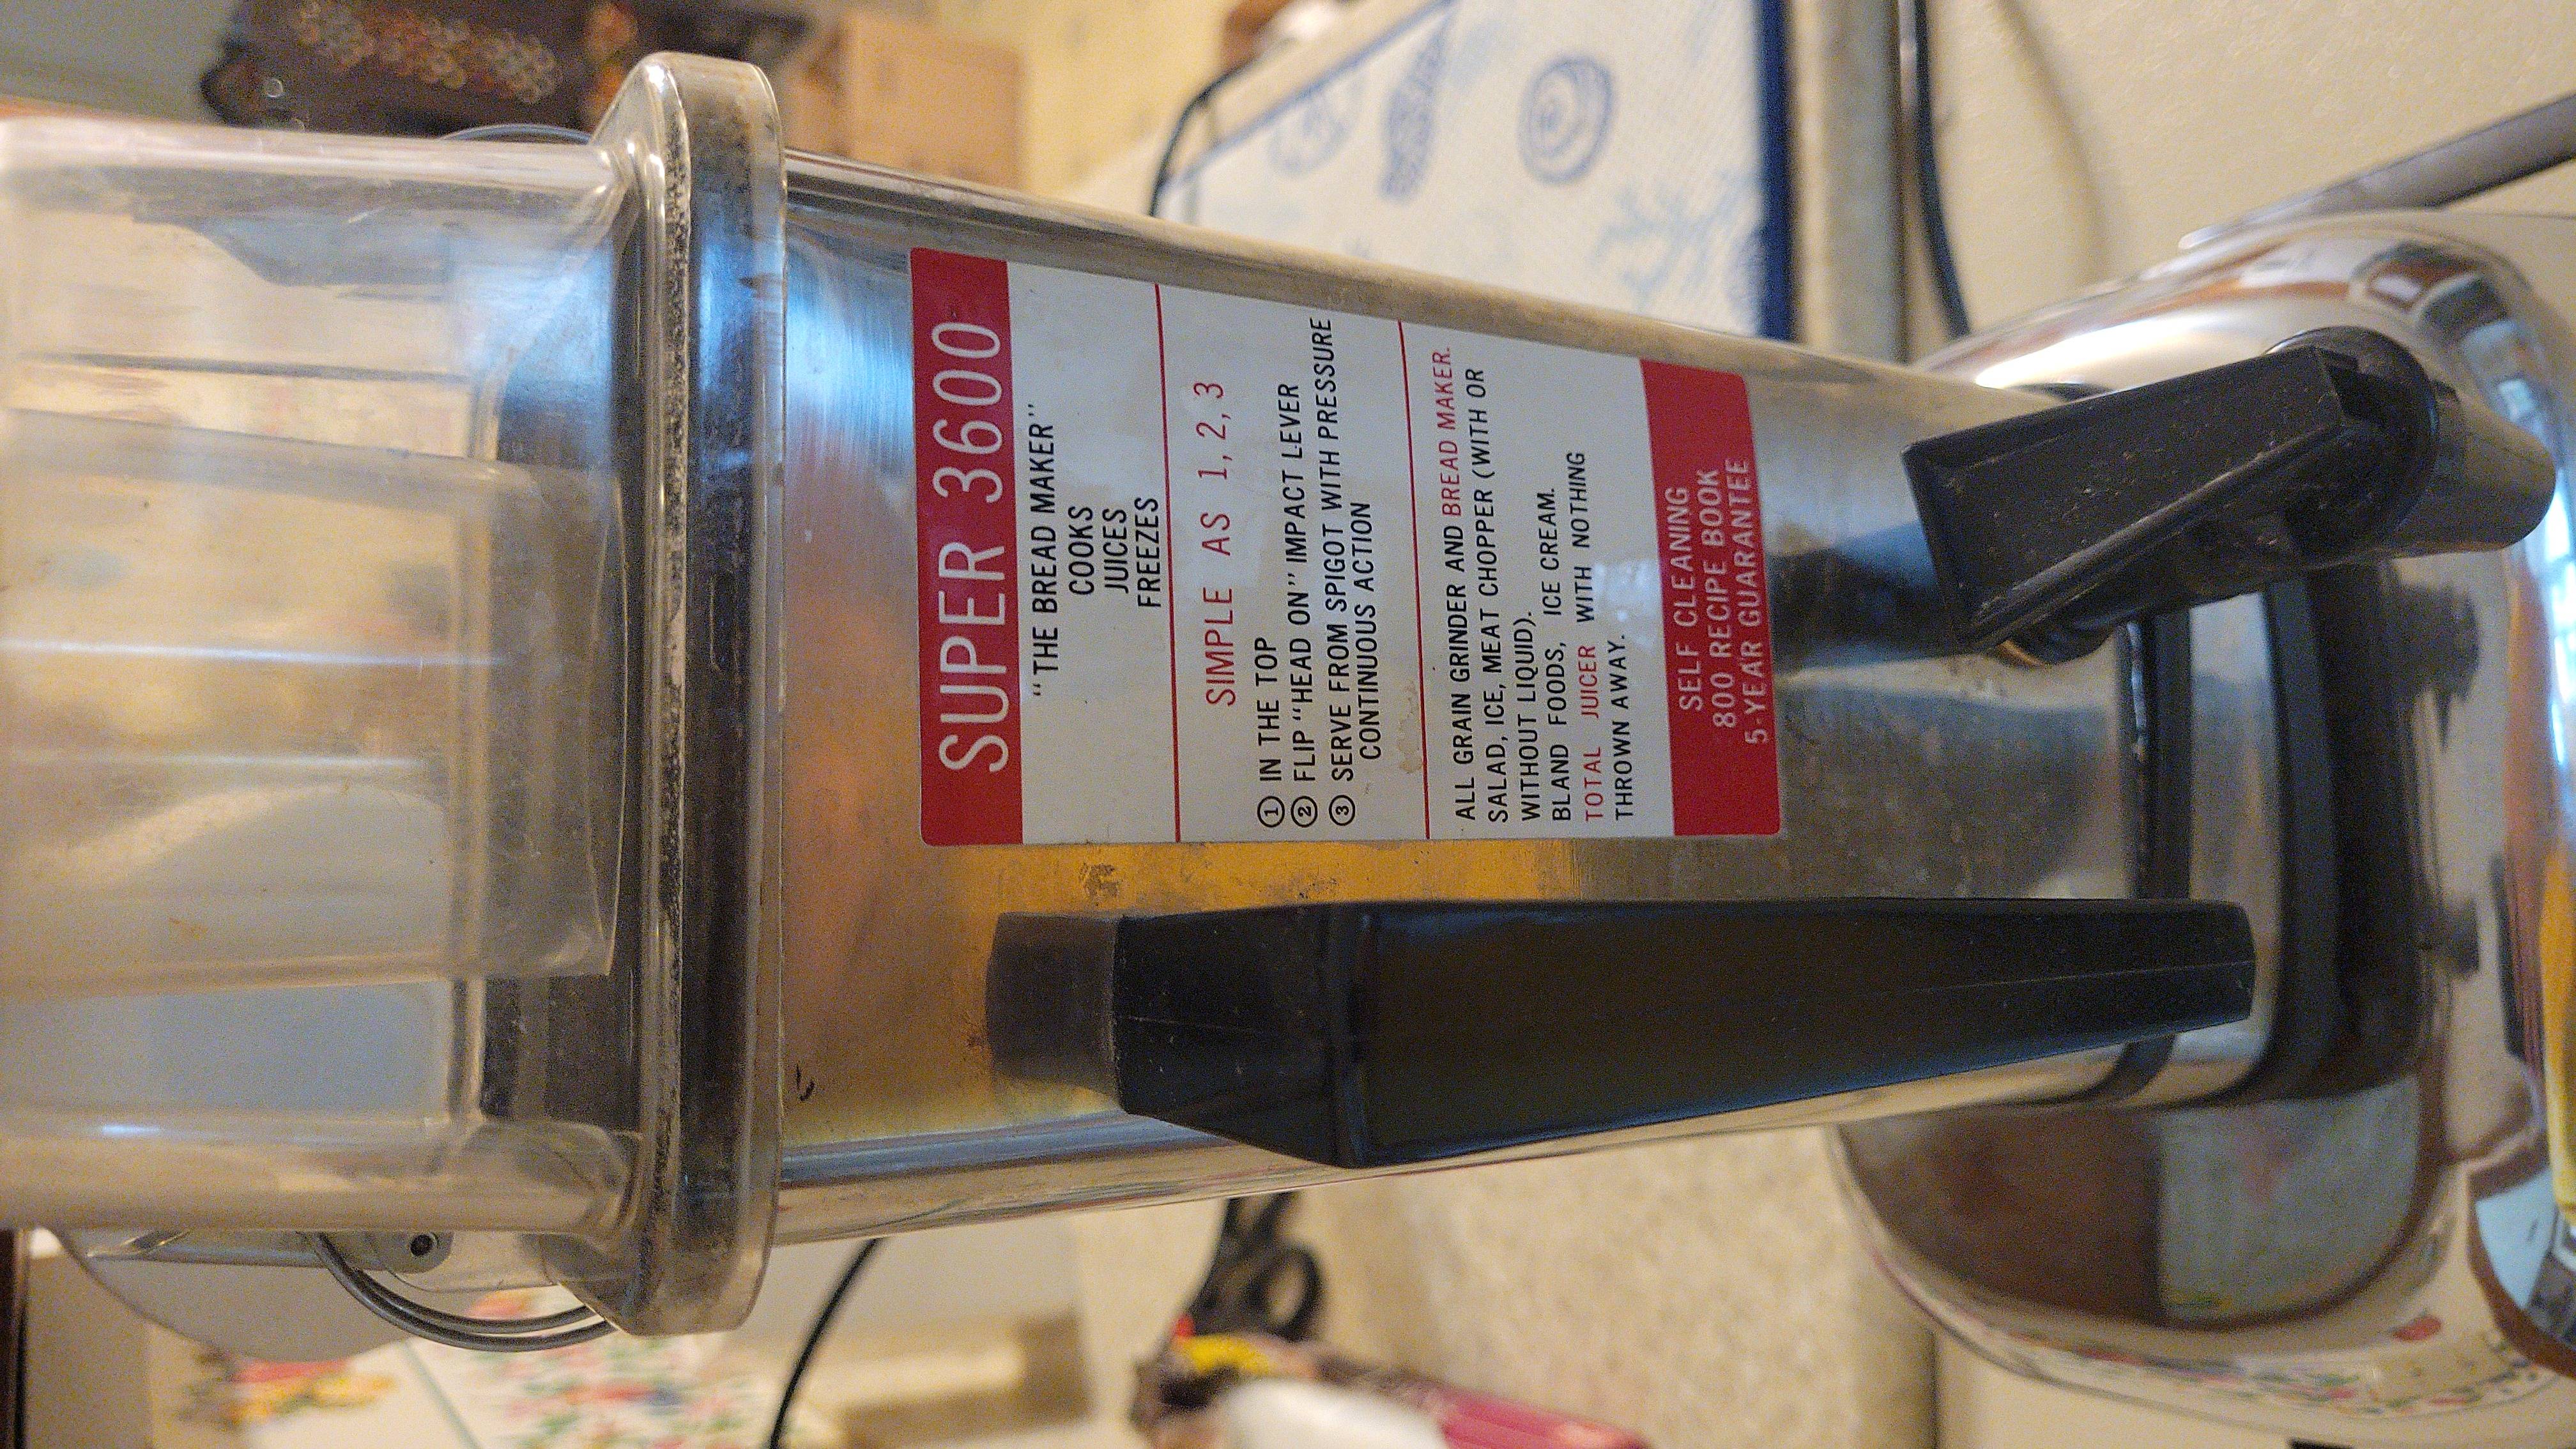 SUPER 3600
"THE BREAD MAKER"
COOKS
JUICES
FREEZES
SIMPLE AS 1, 2, 3
① IN THE TOP
② FLIP "HEAD ON" IMPACT LEVER
③ SERVE FROM SPIGOT WITH PRESSURE
CONTINUOUS ACTION
ALL GRAIN GRINDER AND BREAD MAKER.
SALAD, ICE, MEAT CHOPPER (WITH OR
WITHOUT LIQUID).
BLAND FOODS, ICE CREAM.
TOTAL JUICER WITH NOTHING
THROWN AWAY.
SELF CLEANING
800 RECIPE BOOK
5-YEAR GUARANTEE